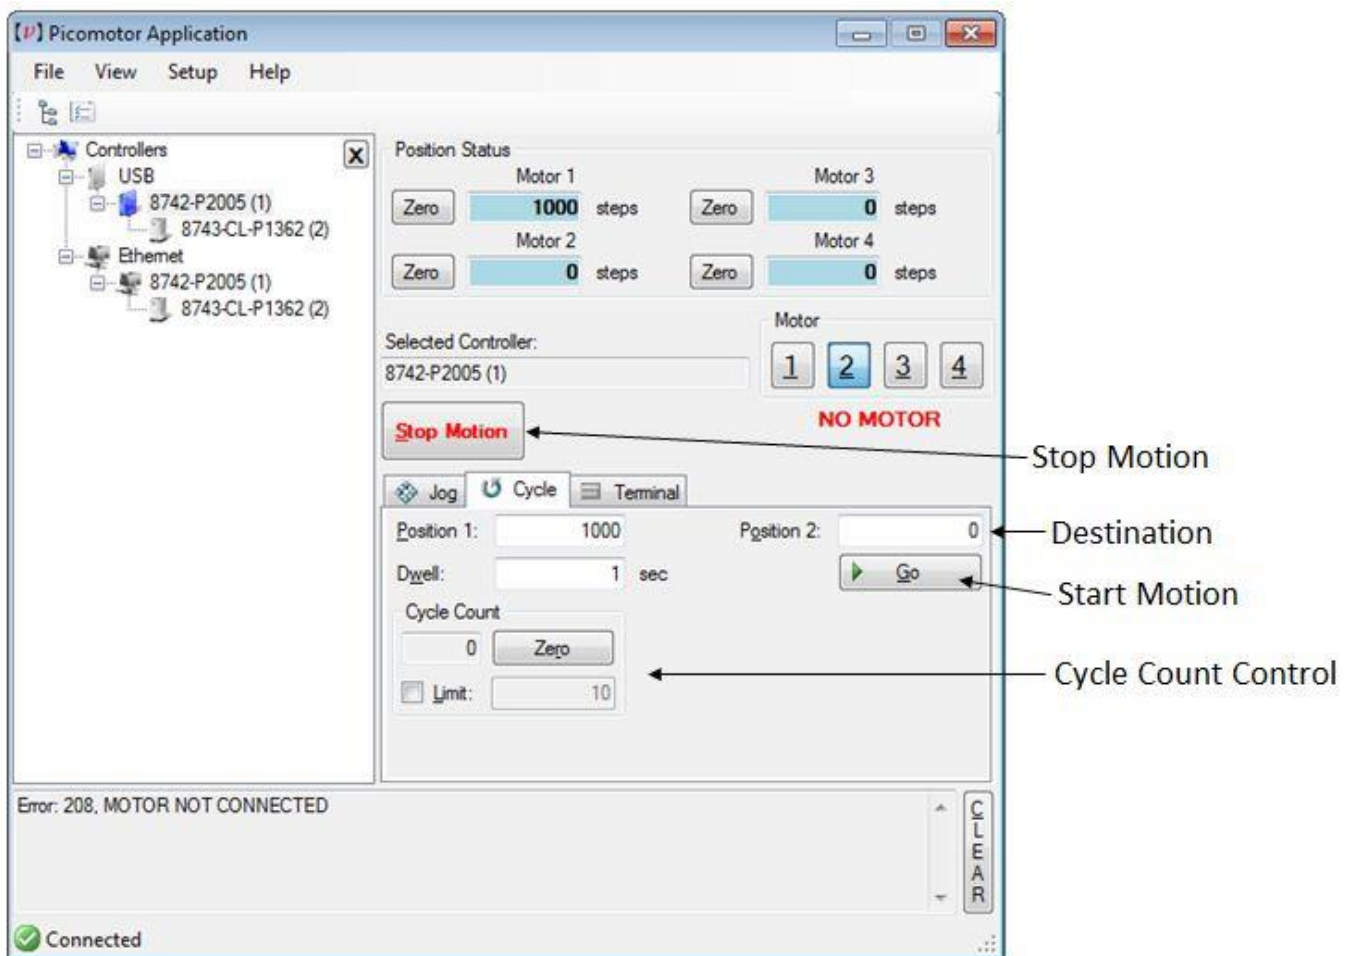 [ν] Picomotor Application
File View Setup Help
Controllers
USB
8742-P2005 (1)
8743-CL-P1362 (2)
Ethernet
8742-P2005 (1)
8743-CL-P1362 (2)
X
Position Status
Motor 1 Motor 3
Zero 1000 steps Zero 0 steps
Motor 2 Motor 4
Zero 0 steps Zero 0 steps
Selected Controller:
8742-P2005 (1)
Motor
1 2 3 4
NO MOTOR
Stop Motion
Stop Motion
Jog Cycle Terminal
Position 1: 1000 Position 2: 0
Destination
Dwell: 1 sec Go
Start Motion
Cycle Count
0 Zero
Limit: 10
Cycle Count Control
Error: 208, MOTOR NOT CONNECTED
CLEAR
Connected